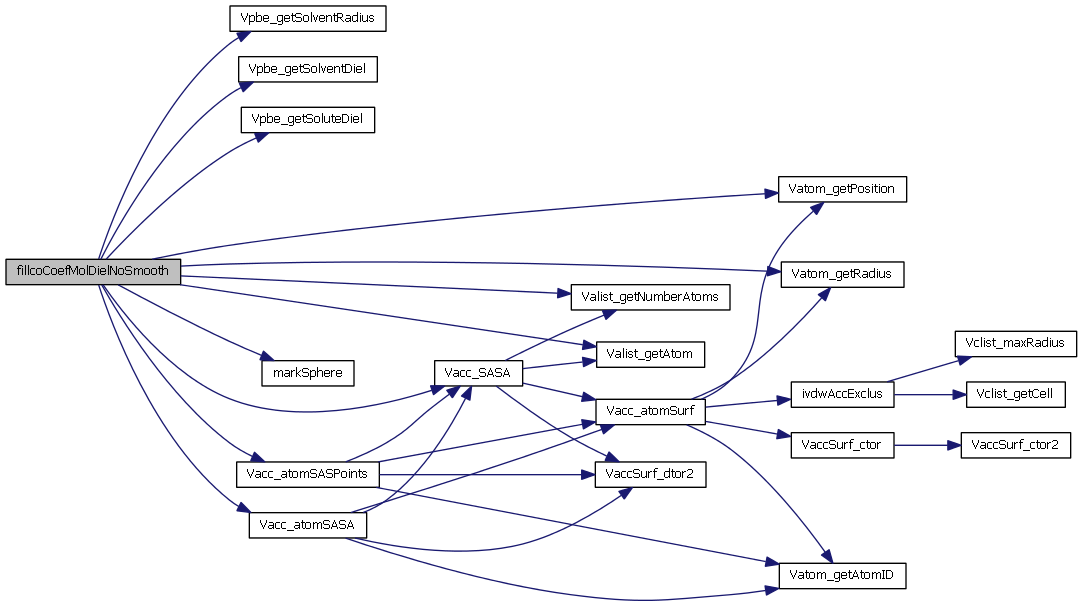 Vpbe_getSolventRadius
Vpbe_getSolventDiel
Vpbe_getSoluteDiel
Vatom_getPosition
fillcoCoefMolDielNoSmooth
Vatom_getRadius
Valist_getNumberAtoms
Vclist_maxRadius
Valist_getAtom
markSphere
Vacc_SASA
ivdwAccExclus
Vclist_getCell
Vacc_atomSurf
VaccSurf_ctor
VaccSurf_ctor2
Vacc_atomSASPoints
VaccSurf_dtor2
Vacc_atomSASA
Vatom_getAtomID